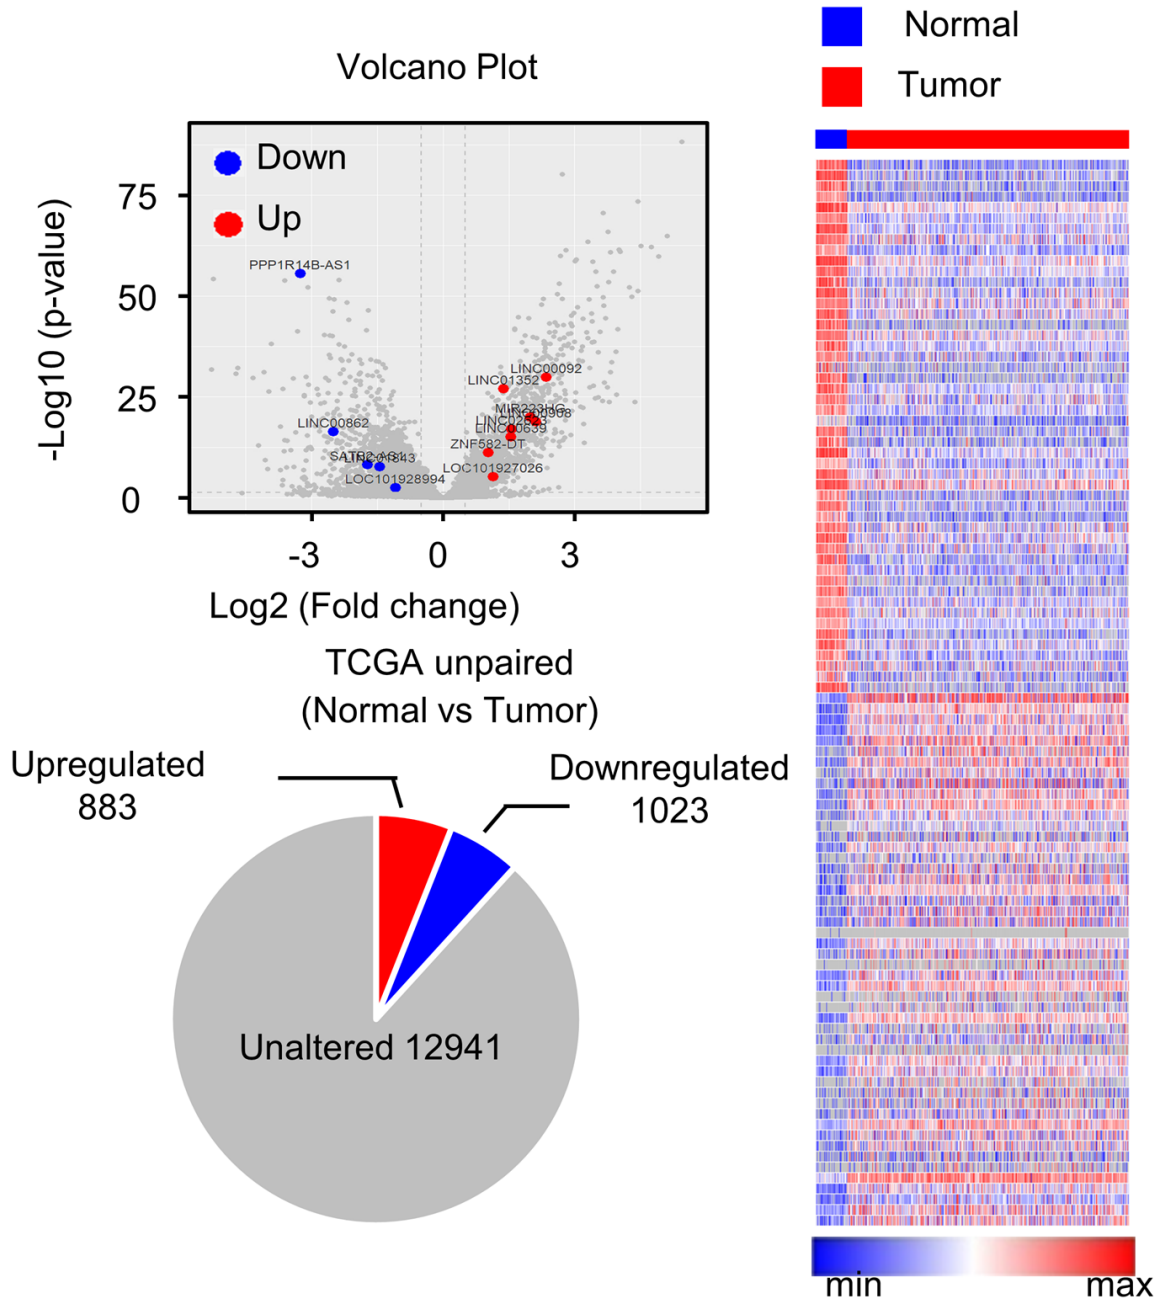 Volcano Plot
Down
Up
-Log10 (p-value)
75
50
25
0
PPP1R14B-AS1
LINC00092
LINC01352
MIR223HG
LINC00862
ZNF582-DT
LOC101927026
LOC101928994
-3
0
3
Log2 (Fold change)
TCGA unpaired
(Normal vs Tumor)
Upregulated
883
Downregulated
1023
Unaltered 12941
Normal
Tumor
min
max